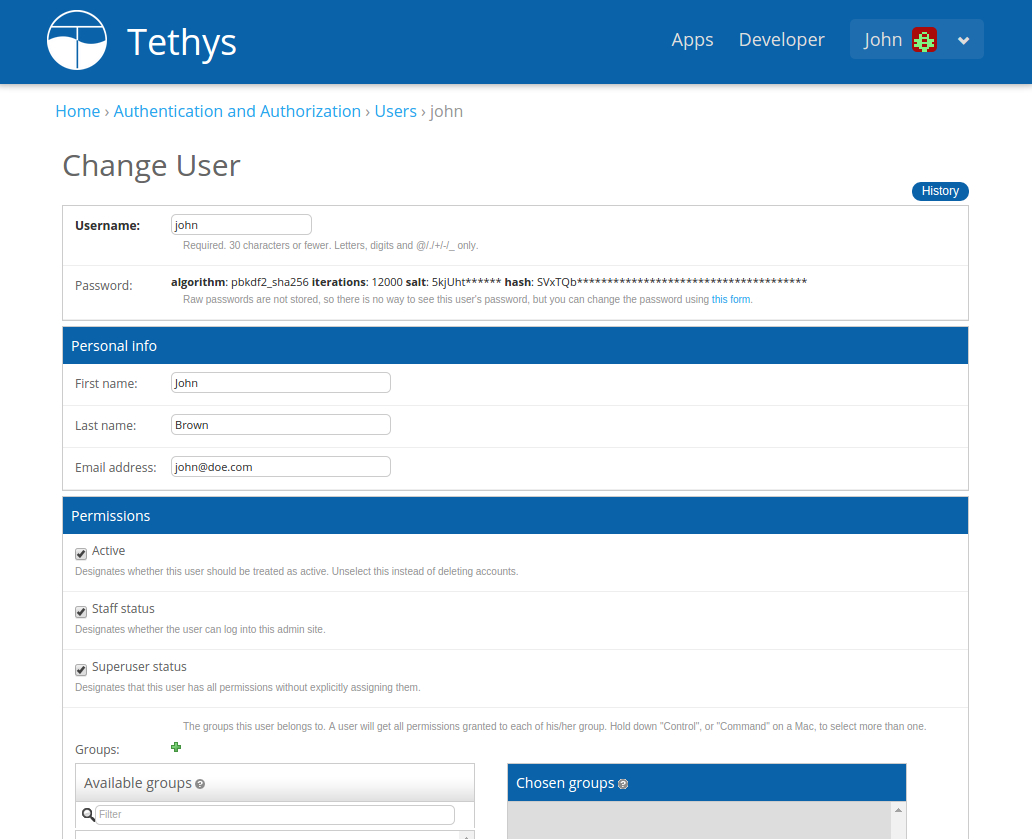 Tethys
Apps Developer John
Home › Authentication and Authorization › Users › john
Change User
History
Username: john
Required. 30 characters or fewer. Letters, digits and @/./+/-/_ only.
Password: algorithm: pbkdf2_sha256 iterations: 12000 salt: 5kjUht****** hash: SVxTQb**************************************
Raw passwords are not stored, so there is no way to see this user's password, but you can change the password using this form.
Personal info
First name: John
Last name: Brown
Email address: john@doe.com
Permissions
Active
Designates whether this user should be treated as active. Unselect this instead of deleting accounts.
Staff status
Designates whether the user can log into this admin site.
Superuser status
Designates that this user has all permissions without explicitly assigning them.
The groups this user belongs to. A user will get all permissions granted to each of his/her group. Hold down "Control", or "Command" on a Mac, to select more than one.
Groups:
Available groups ?
Chosen groups ?
Filter